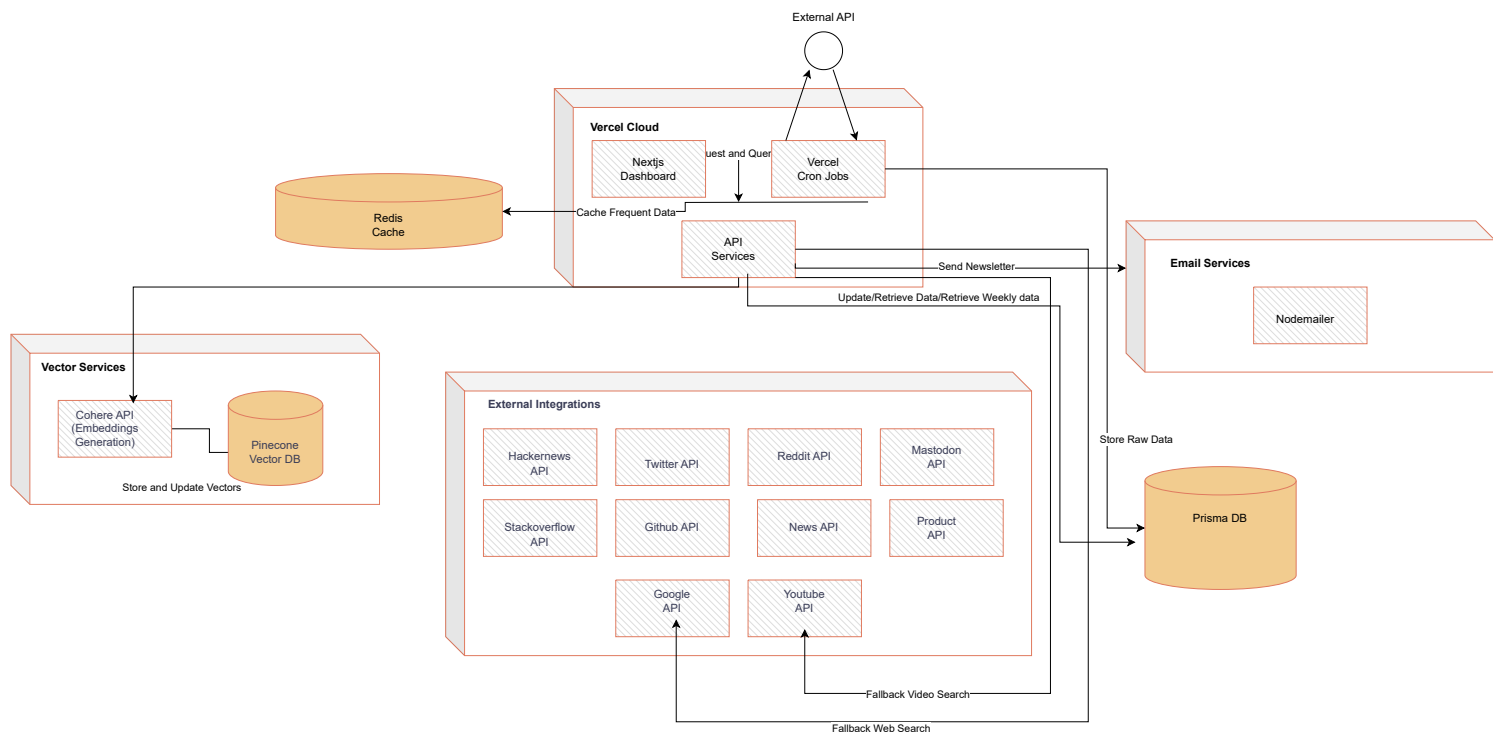 External API
Vercel Cloud
Nextjs
Dashboard
uest and Quer
Vercel
Cron Jobs
Redis
Cache
Cache Frequent Data
API
Services
Send Newsletter
Email Services
Nodemailer
Update/Retrieve Data/Retrieve Weekly data
Vector Services
Cohere API
(Embeddings
Generation)
Pinecone
Vector DB
Store and Update Vectors
External Integrations
Hackernews
API
Twitter API
Reddit API
Mastodon
API
Stackoverflow
API
Github API
News API
Product
API
Google
API
Youtube
API
Store Raw Data
Prisma DB
Fallback Video Search
Fallback Web Search